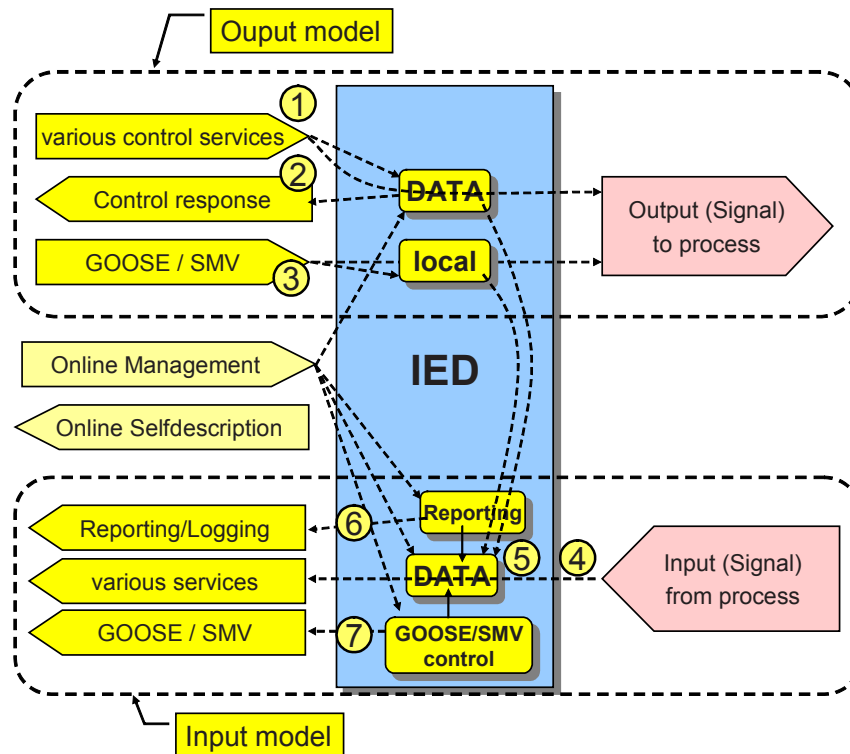 Ouput model
1
various control services
2
DATA
Control response
Output (Signal)
to process
GOOSE / SMV
3
local
Online Management
IED
Online Selfdescription
Reporting/Logging
6
Reporting
various services
DATA
5
4
Input (Signal)
from process
GOOSE / SMV
7
GOOSE/SMV
control
Input model